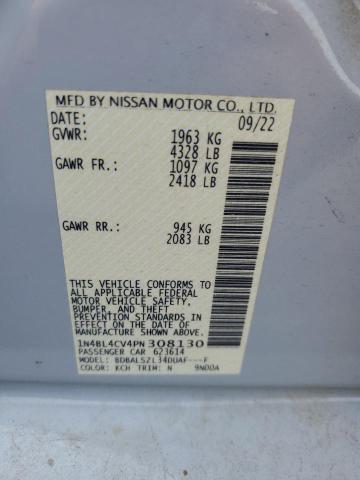 MFD BY NISSAN MOTOR CO., LTD.
DATE: 09/22
GVWR: 1963 KG
4328 LB
GAWR FR.: 1097 KG
2418 LB
GAWR RR.: 945 KG
2083 LB
THIS VEHICLE CONFORMS TO
ALL APPLICABLE FEDERAL
MOTOR VEHICLE SAFETY,
BUMPER, AND THEFT
PREVENTION STANDARDS IN
EFFECT ON THE DATE OF
MANUFACTURE SHOWN ABOVE.
1N4BL4CV4PN308130
PASSENGER CAR 623614
MODEL: BDBALSZL34DUAF---F
COLOR: KCH TRIM: N 9N00A